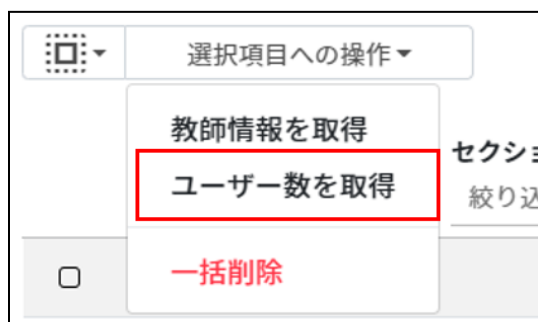 選択項目への操作
教師情報を取得
セクショ
ユーザー数を取得
絞り込
一括削除